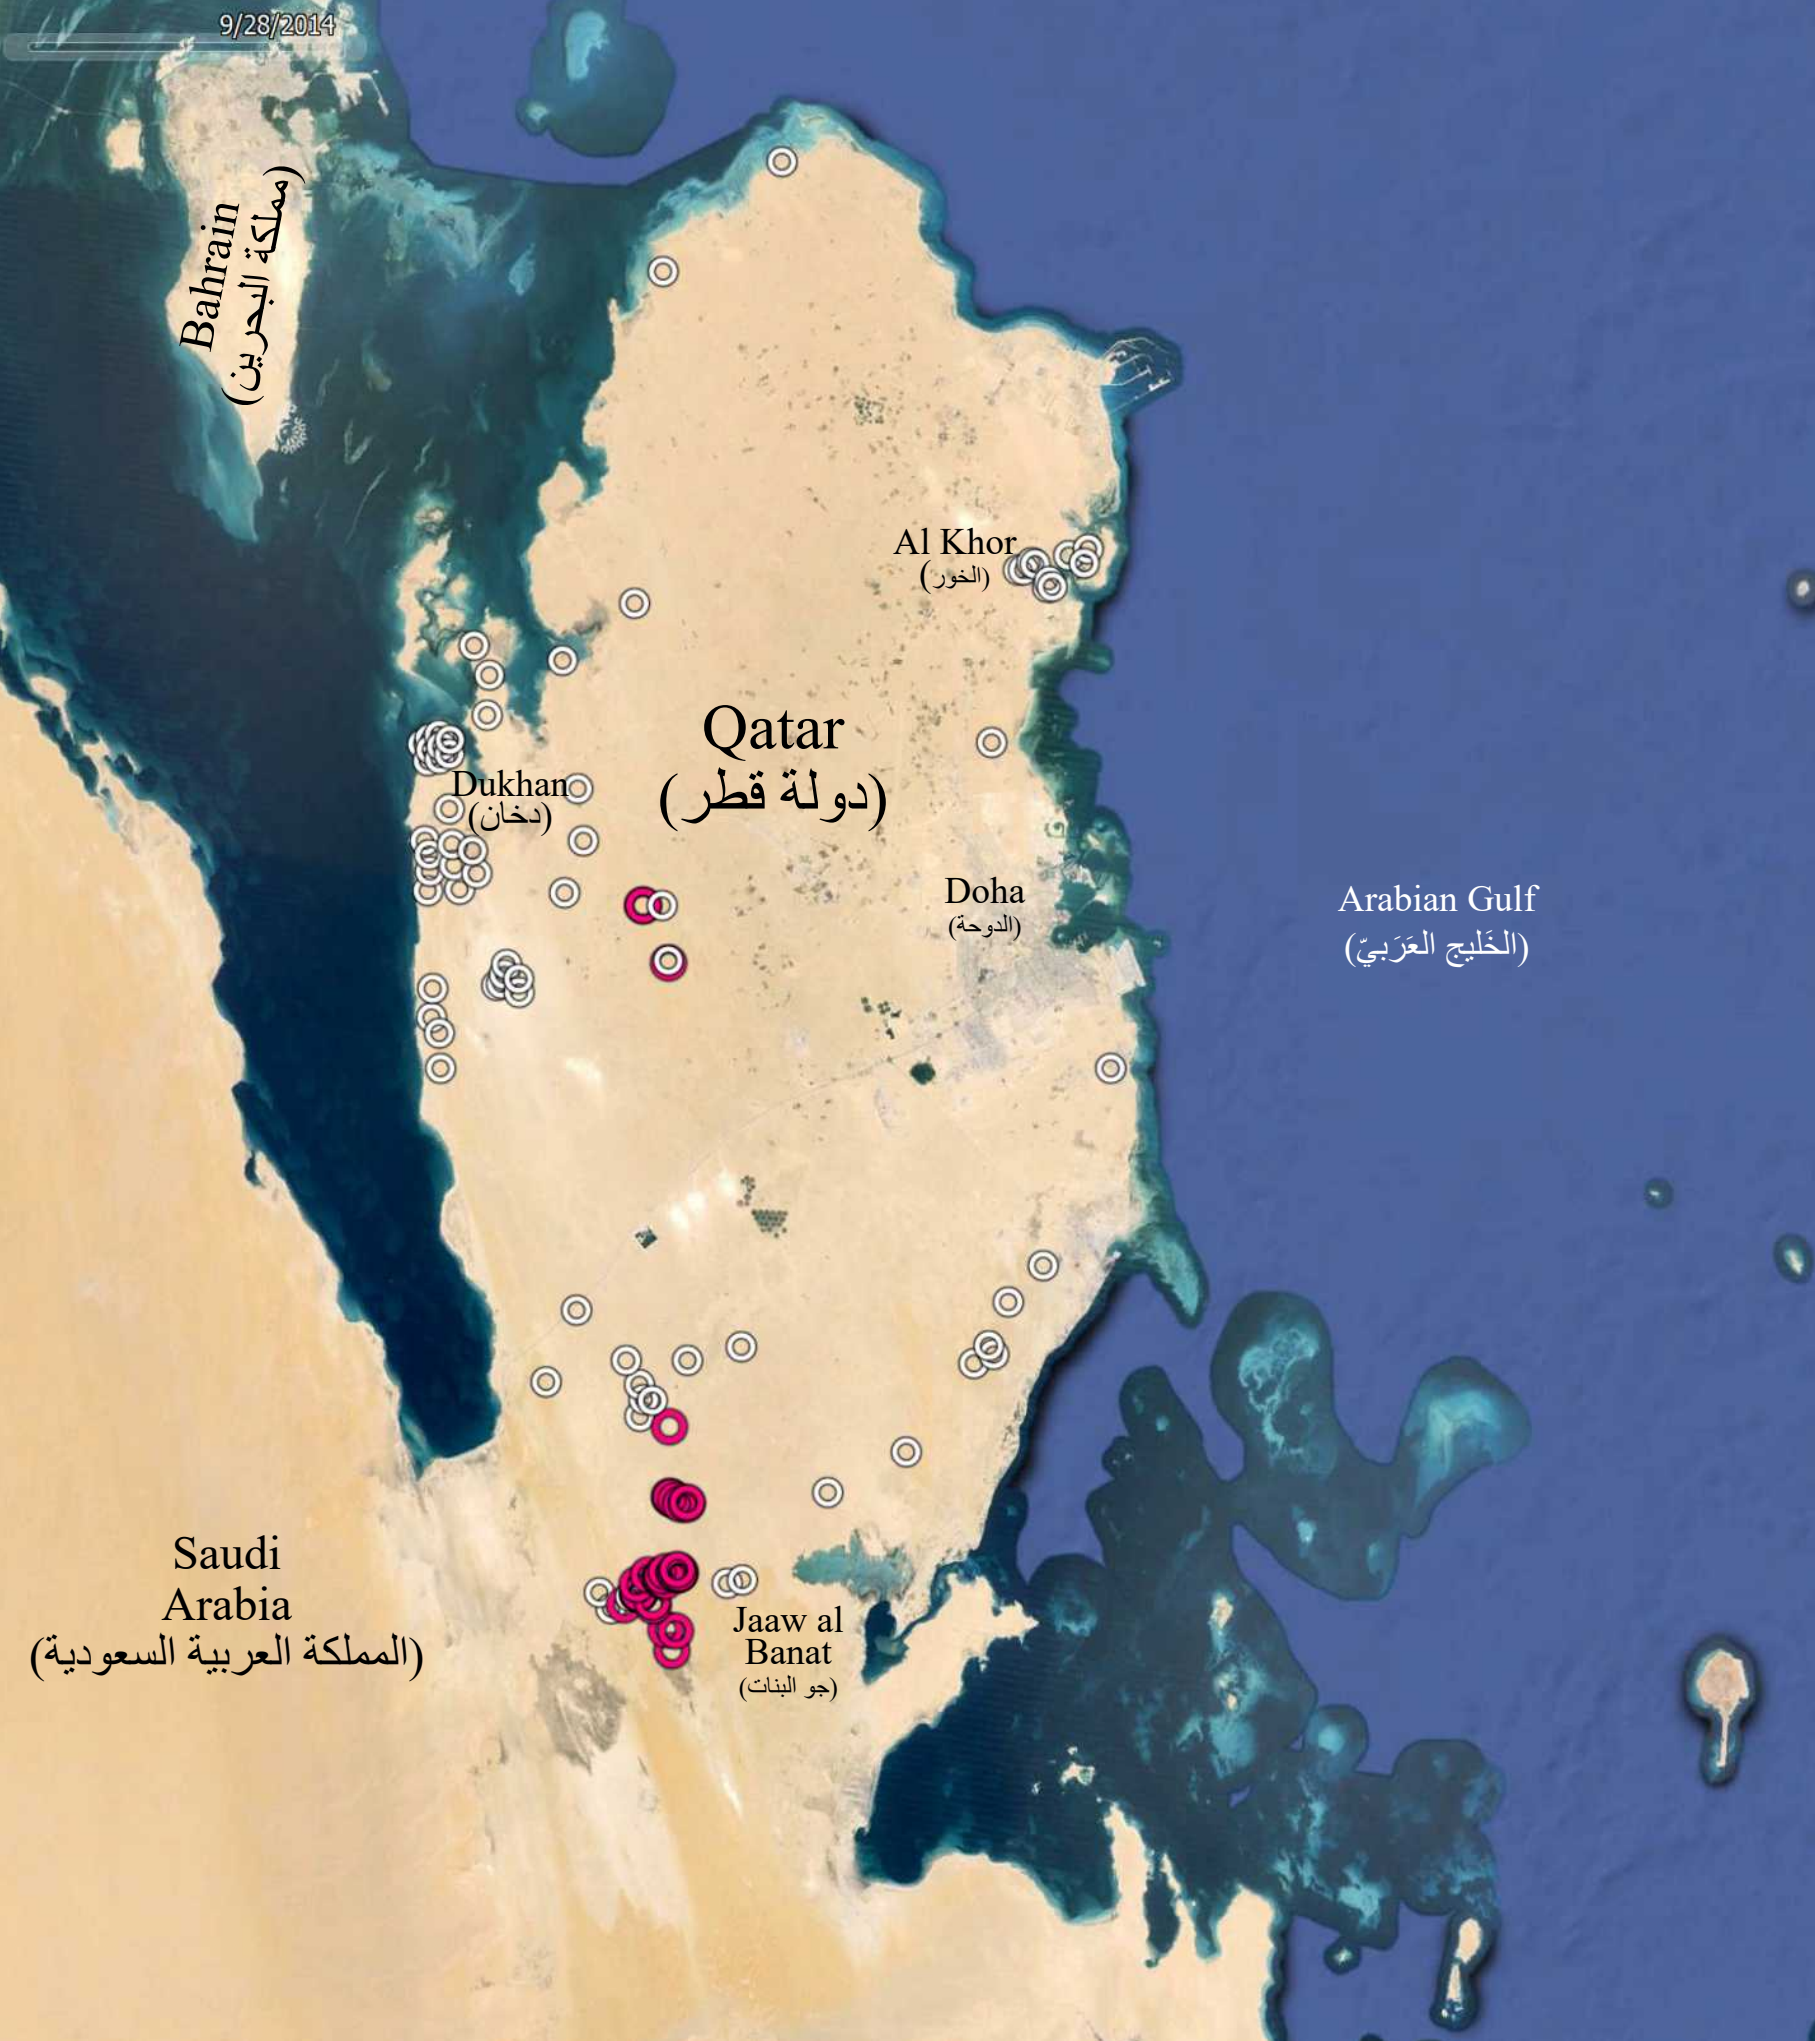 9/28/2014
Bahrain
(مملكة البحرين)
Al Khor
(الخور)
Qatar
(دولة قطر)
Dukhan
(دخان)
Doha
(الدوحة)
Arabian Gulf
(الخَليج العَرَبيّ)
Saudi
Arabia
(المملكة العربية السعودية)
Jaaw al
Banat
(جو البنات)